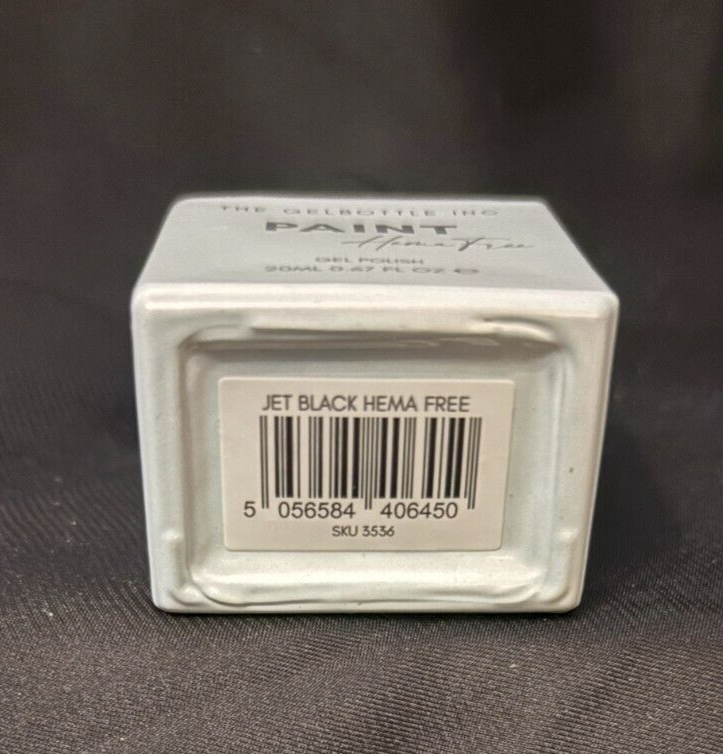 THE GELBOTTLE INC
PAINT
Hema Free
GEL POLISH
20ML 0.67 FL OZ ℮
JET BLACK HEMA FREE
5 056584 406450
SKU 3536